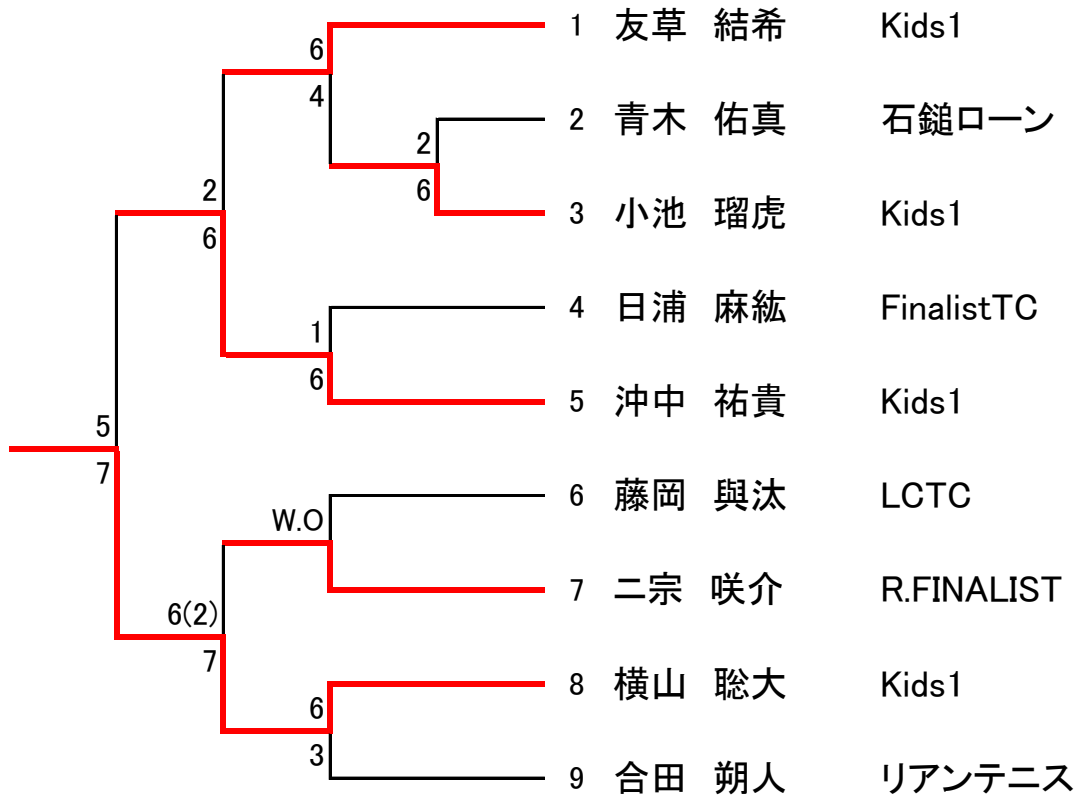 1 友草 結希 Kids1
6
4
2 青木 佑真 石鎚ローン
2
6
2
6
3 小池 瑠虎 Kids1
4 日浦 麻紘 FinalistTC
1
6
5 沖中 祐貴 Kids1
5
7
6 藤岡 與汰 LCTC
W.O
7 二宗 咲介 R.FINALIST
6(2)
7
8 横山 聡大 Kids1
6
3
9 合田 朔人 リアンテニス